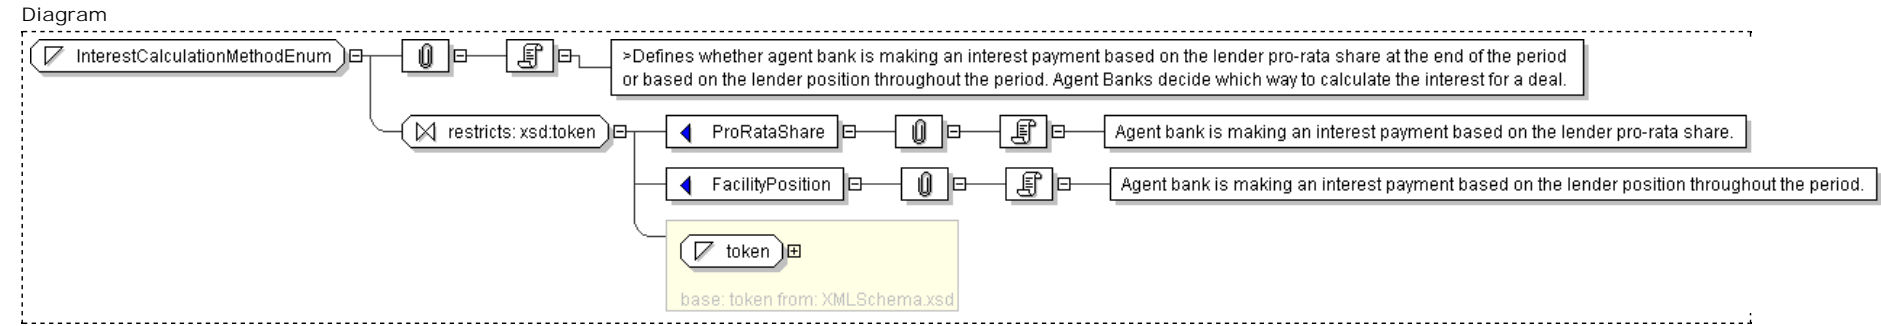 Diagram
InterestCalculationMethodEnum
>Defines whether agent bank is making an interest payment based on the lender pro-rata share at the end of the period
or based on the lender position throughout the period. Agent Banks decide which way to calculate the interest for a deal.
restricts: xsd:token
ProRataShare
Agent bank is making an interest payment based on the lender pro-rata share.
FacilityPosition
Agent bank is making an interest payment based on the lender position throughout the period.
token
base: token from: XMLSchema.xsd